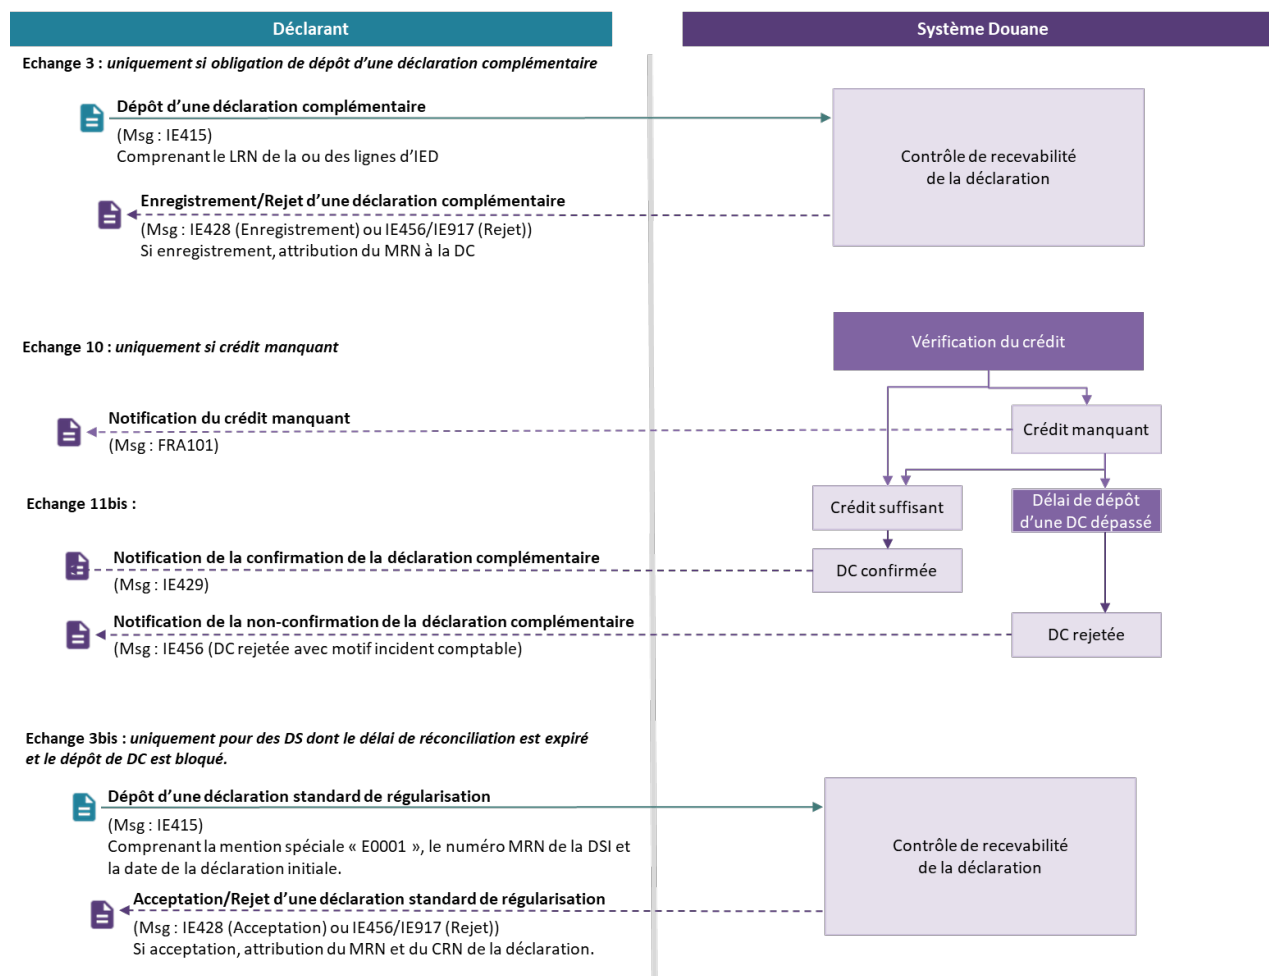 Déclarant
Système Douane
Echange 3 : uniquement si obligation de dépôt d’une déclaration complémentaire
Dépôt d’une déclaration complémentaire
(Msg : IE415)
Comprenant le LRN de la ou des lignes d’IED
Contrôle de recevabilité
de la déclaration
Enregistrement/Rejet d’une déclaration complémentaire
(Msg : IE428 (Enregistrement) ou IE456/IE917 (Rejet))
Si enregistrement, attribution du MRN à la DC
Echange 10 : uniquement si crédit manquant
Vérification du crédit
Notification du crédit manquant
(Msg : FRA101)
Crédit manquant
Echange 11bis :
Crédit suffisant
Délai de dépôt
d’une DC dépassé
Notification de la confirmation de la déclaration complémentaire
(Msg : IE429)
DC confirmée
Notification de la non-confirmation de la déclaration complémentaire
(Msg : IE456 (DC rejetée avec motif incident comptable)
DC rejetée
Echange 3bis : uniquement pour des DS dont le délai de réconciliation est expiré
et le dépôt de DC est bloqué.
Dépôt d’une déclaration standard de régularisation
(Msg : IE415)
Comprenant la mention spéciale « E0001 », le numéro MRN de la DSI et
la date de la déclaration initiale.
Contrôle de recevabilité
de la déclaration
Acceptation/Rejet d’une déclaration standard de régularisation
(Msg : IE428 (Acceptation) ou IE456/IE917 (Rejet))
Si acceptation, attribution du MRN et du CRN de la déclaration.